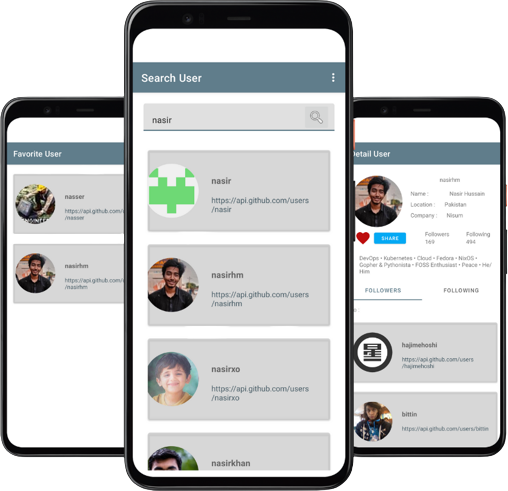 Favorite User
nasser
https://api.github.com/users
/nasser
nasirhm
https://api.github.com/users
/nasirhm
Search User
nasir
nasir
https://api.github.com/users
/nasir
nasirhm
https://api.github.com/users
/nasirhm
nasirxo
https://api.github.com/users
/nasirxo
nasirkhan
Detail User
nasirhm
Name : Nasir Hussain
Location : Pakistan
Company :
SHARE
Followers
169
Following
494
DevOps • Kubernetes • Cloud • Fedora • NixOS •
Gopher & Pythonista • FOSS Enthusiast • Peace • He/
Him
FOLLOWERS
FOLLOWING
hajimehoshi
https://api.github.com/users
/hajimehoshi
bittin
https://api.github.com/users/bittin